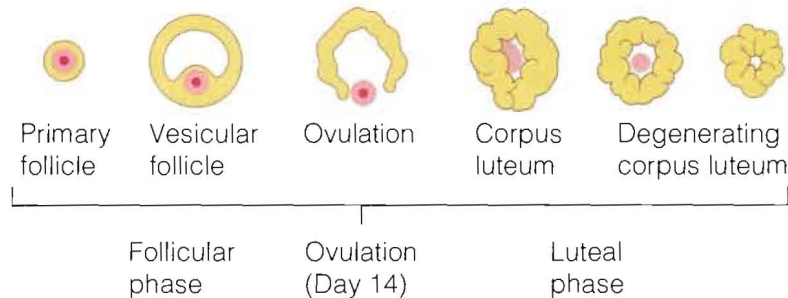 Primary
follicle
Vesicular
follicle
Ovulation
Corpus
luteum
Degenerating
corpus luteum
Follicular
phase
Ovulation
(Day 14)
Luteal
phase